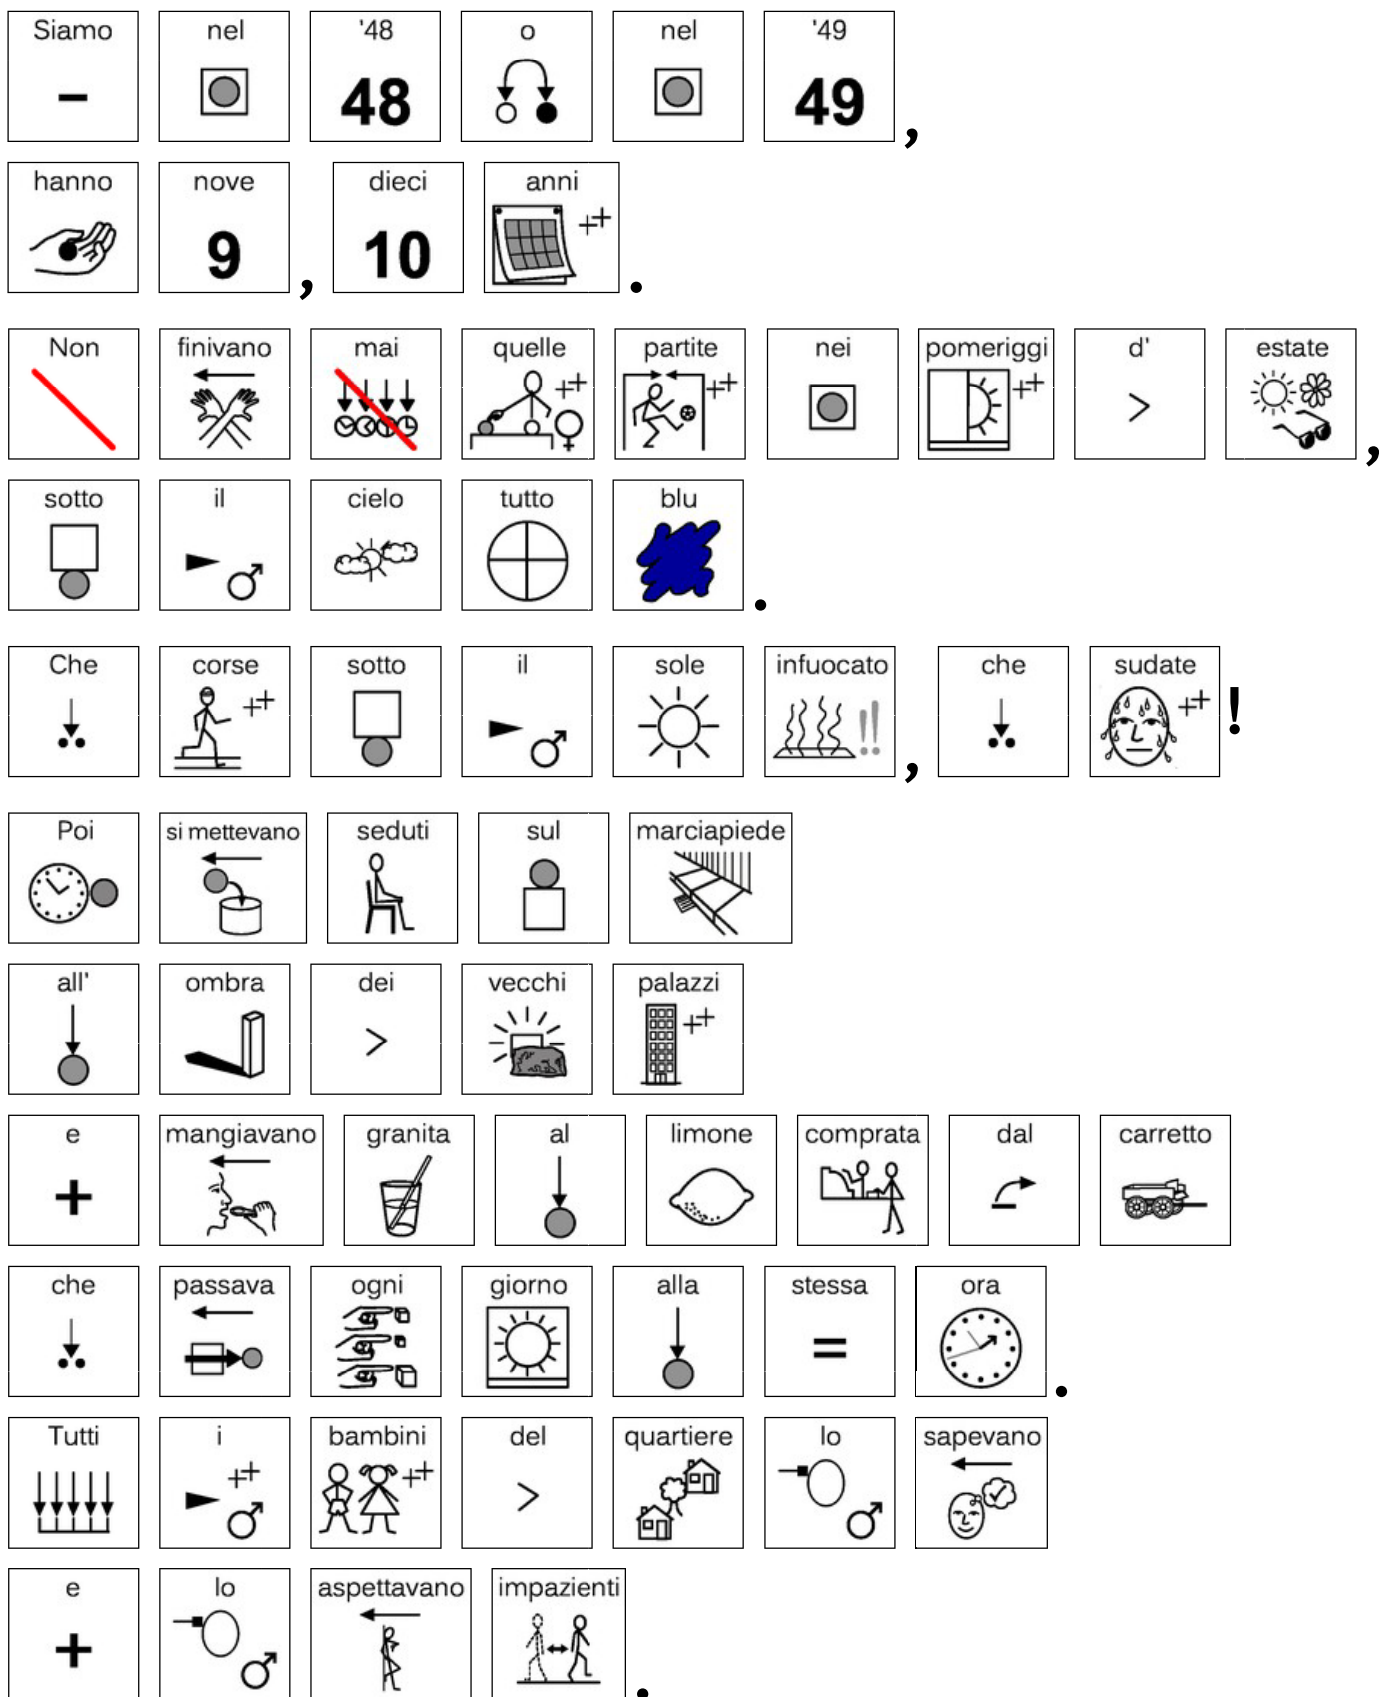 Siamo nel '48 o nel '49
48 49,
hanno nove dieci anni
9, 10.
Non finivano mai quelle partite nei pomeriggi d' estate,
sotto il cielo tutto blu.
Che corse sotto il sole infuocato, che sudate!
Poi si mettevano seduti sul marciapiede
all' ombra dei vecchi palazzi
e mangiavano granita al limone comprata dal carretto
che passava ogni giorno alla stessa ora.
Tutti i bambini del quartiere lo sapevano
e lo aspettavano impazienti.